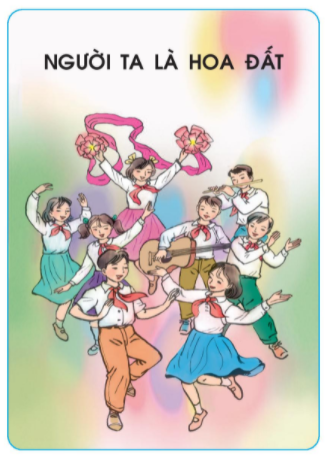 NGƯỜI TA LÀ HOA ĐẤT